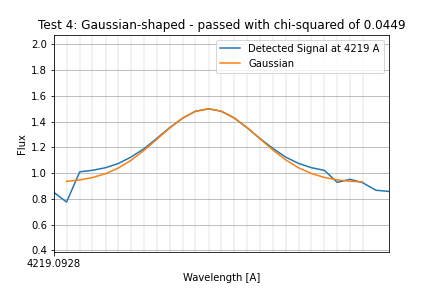 Test 4: Gaussian-shaped - passed with chi-squared of 0.0449
2.0
1.8
1.6
1.4
1.2
1.0
0.8
0.6
0.4
Flux
Detected Signal at 4219 A
Gaussian
4219.0928
Wavelength [A]